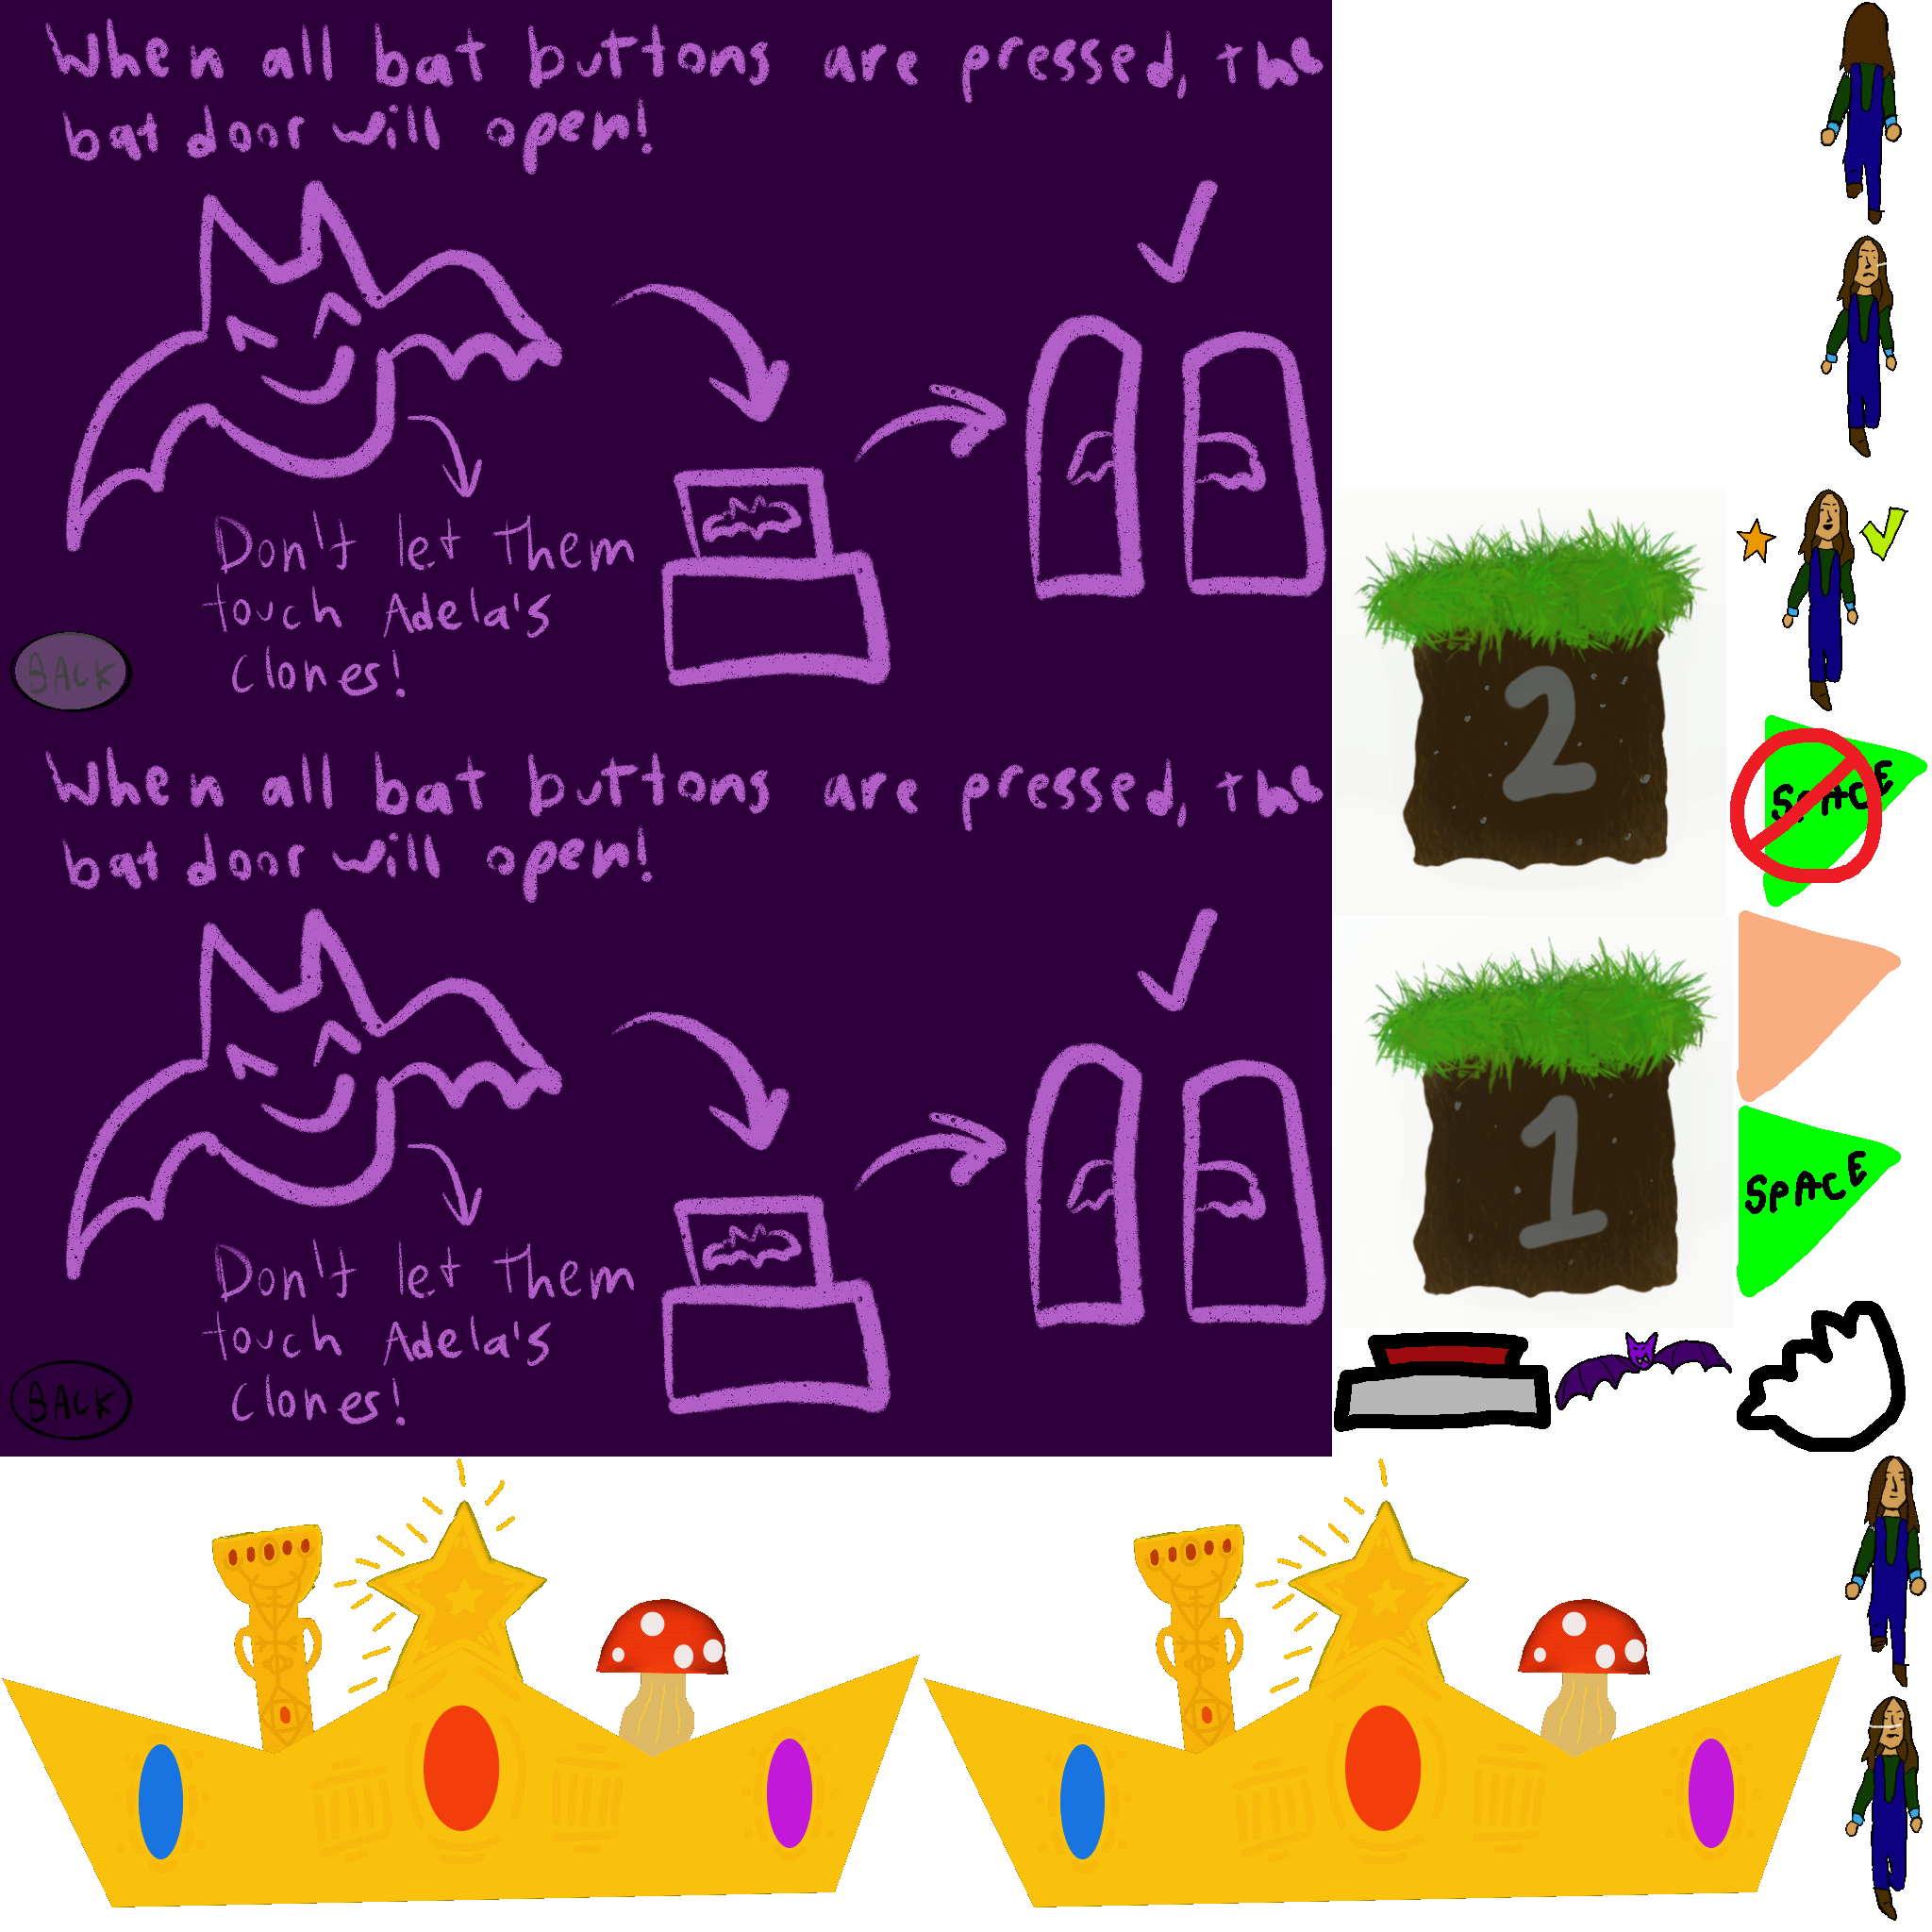 When all bat buttons are pressed, the
bat door will open!
Don't let them
touch Adela's
Clones!
BACK
When all bat buttons are pressed, the
bat door will open!
Don't let them
touch Adela's
Clones!
BACK
2
SPACE
1
SPACE